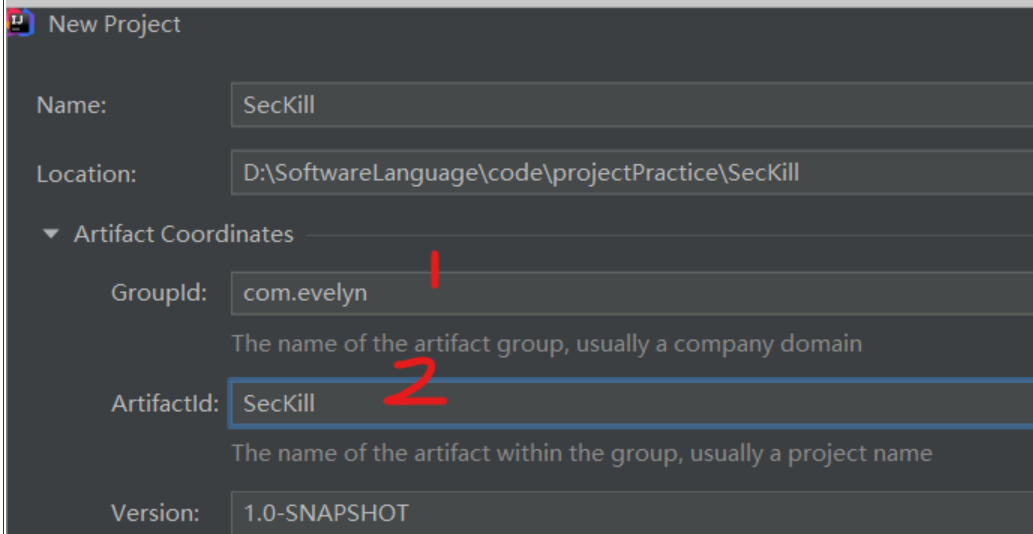 New Project
Name: SecKill
Location: D:\SoftwareLanguage\code\projectPractice\SecKill
Artifact Coordinates
1
GroupId: com.evelyn
The name of the artifact group, usually a company domain
2
ArtifactId: SecKill
The name of the artifact within the group, usually a project name
Version: 1.0-SNAPSHOT